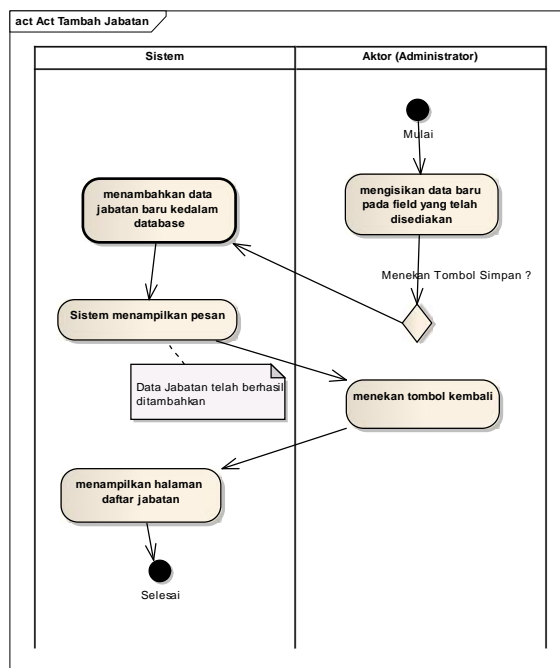 act Act Tambah Jabatan
Sistem
Aktor (Administrator)
Mulai
mengisikan data baru
pada field yang telah
disediakan
menambahkan data
jabatan baru kedalam
database
Menekan Tombol Simpan ?
Sistem menampilkan pesan
Data Jabatan telah berhasil
ditambahkan
menekan tombol kembali
menampilkan halaman
daftar jabatan
Selesai